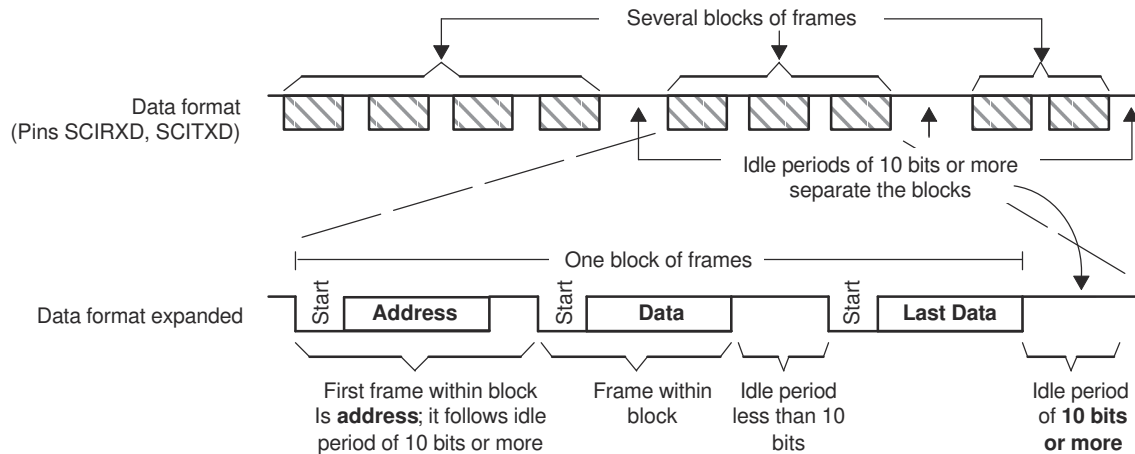 Several blocks of frames
Data format
(Pins SCIRXD, SCITXD)
Idle periods of 10 bits or more
separate the blocks
One block of frames
Data format expanded
Start
Address
Start
Data
Start
Last Data
First frame within block
Is address; it follows idle
period of 10 bits or more
Frame within
block
Idle period
less than 10
bits
Idle period
of 10 bits
or more